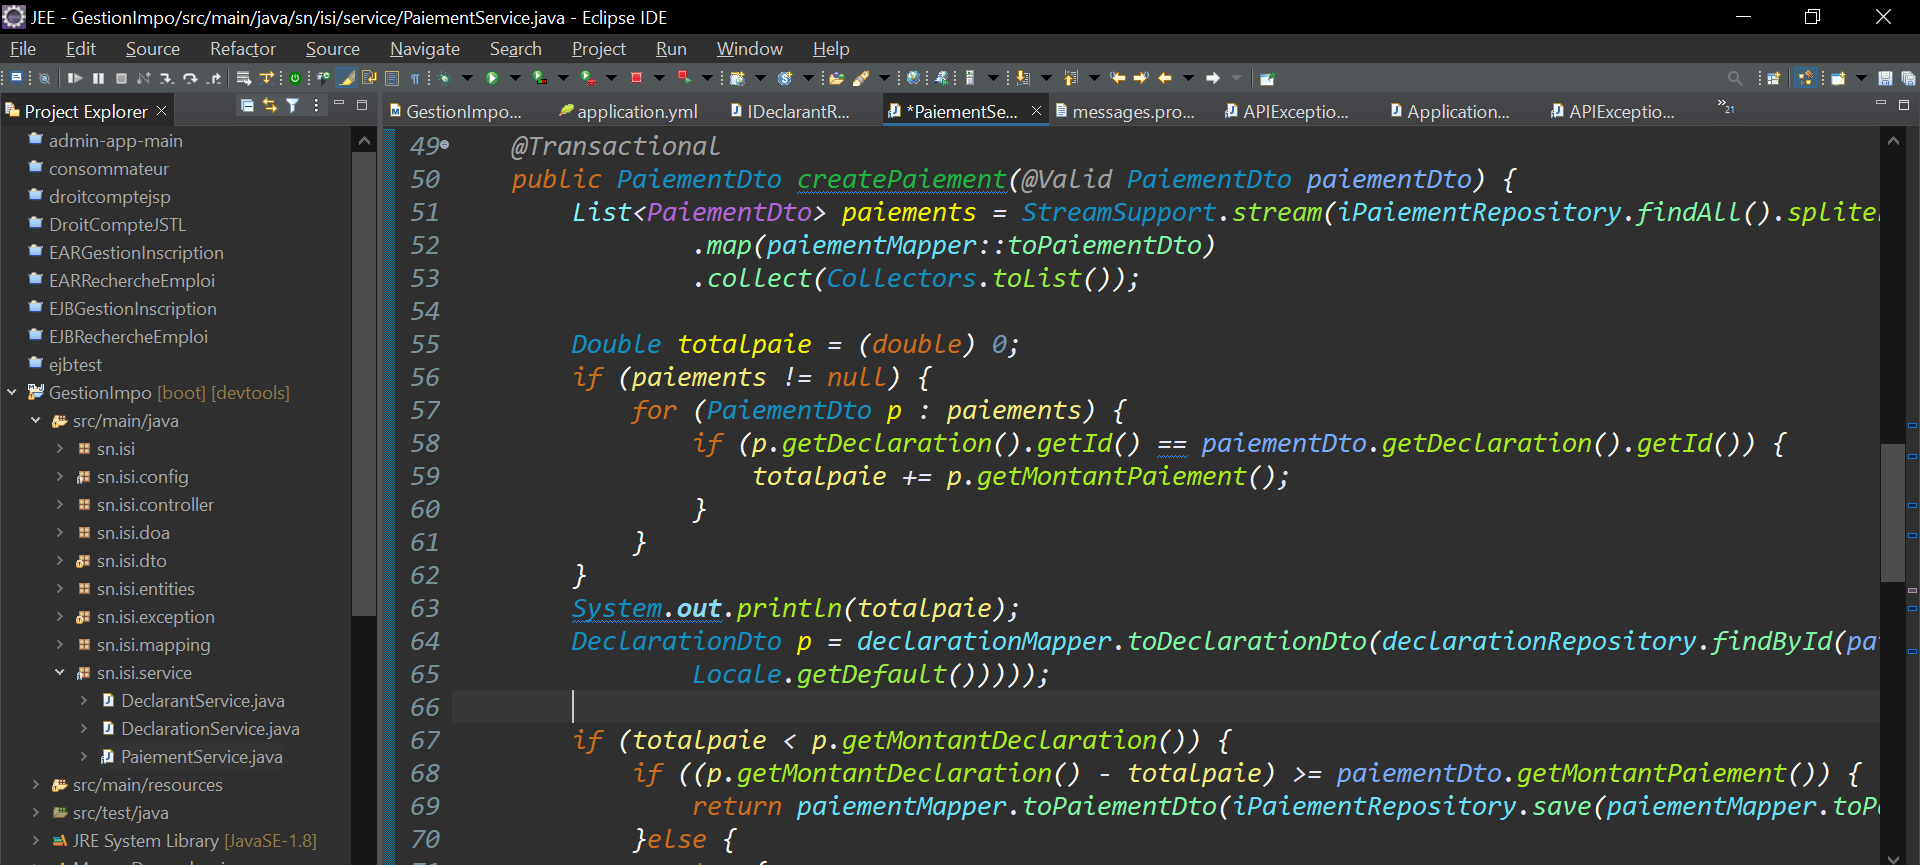 JEE - GestionImpo/src/main/java/sn/isi/service/PaiementService.java - Eclipse IDE
File Edit Source Refactor Source Navigate Search Project Run Window Help
Project Explorer
GestionImpo... application.yml IDeclarantR... *PaiementSe... messages.pro... APIExceptio... Application... APIExceptio... »21
admin-app-main
consommateur
droitcomptejsp
DroitCompteJSTL
EARGestionInscription
EARRechercheEmploi
EJBGestionInscription
EJBRechercheEmploi
ejbtest
GestionImpo [boot] [devtools]
src/main/java
sn.isi
sn.isi.config
sn.isi.controller
sn.isi.doa
sn.isi.dto
sn.isi.entities
sn.isi.exception
sn.isi.mapping
sn.isi.service
DeclarantService.java
DeclarationService.java
PaiementService.java
src/main/resources
src/test/java
JRE System Library [JavaSE-1.8]
49 @Transactional
50 public PaiementDto createPaiement(@Valid PaiementDto paiementDto) {
51 List<PaiementDto> paiements = StreamSupport.stream(iPaiementRepository.findAll().splite
52 .map(paiementMapper::toPaiementDto)
53 .collect(Collectors.toList());
54
55 Double totalpaie = (double) 0;
56 if (paiements != null) {
57 for (PaiementDto p : paiements) {
58 if (p.getDeclaration().getId() == paiementDto.getDeclaration().getId()) {
59 totalpaie += p.getMontantPaiement();
60 }
61 }
62 }
63 System.out.println(totalpaie);
64 DeclarationDto p = declarationMapper.toDeclarationDto(declarationRepository.findById(pa
65 Locale.getDefault()))));
66
67 if (totalpaie < p.getMontantDeclaration()) {
68 if ((p.getMontantDeclaration() - totalpaie) >= paiementDto.getMontantPaiement()) {
69 return paiementMapper.toPaiementDto(iPaiementRepository.save(paiementMapper.toP
70 }else {